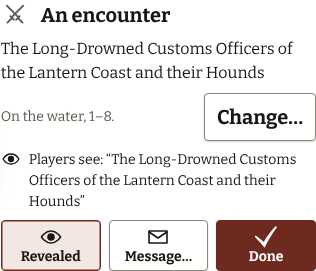 An encounter
The Long-Drowned Customs Officers of
the Lantern Coast and their Hounds
On the water, 1–8.
Change...
Players see: “The Long-Drowned Customs
Officers of the Lantern Coast and their
Hounds”
Revealed
Message...
Done